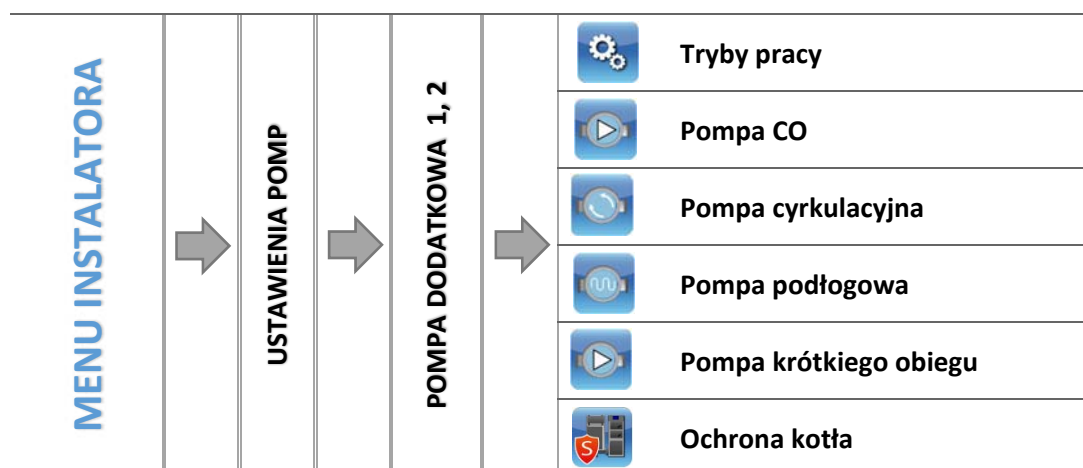 MENU INSTALATORA
USTAWIENIA POMP
POMPA DODATKOWA 1, 2
Tryby pracy
Pompa CO
Pompa cyrkulacyjna
Pompa podłogowa
Pompa krótkiego obiegu
S
Ochrona kotła